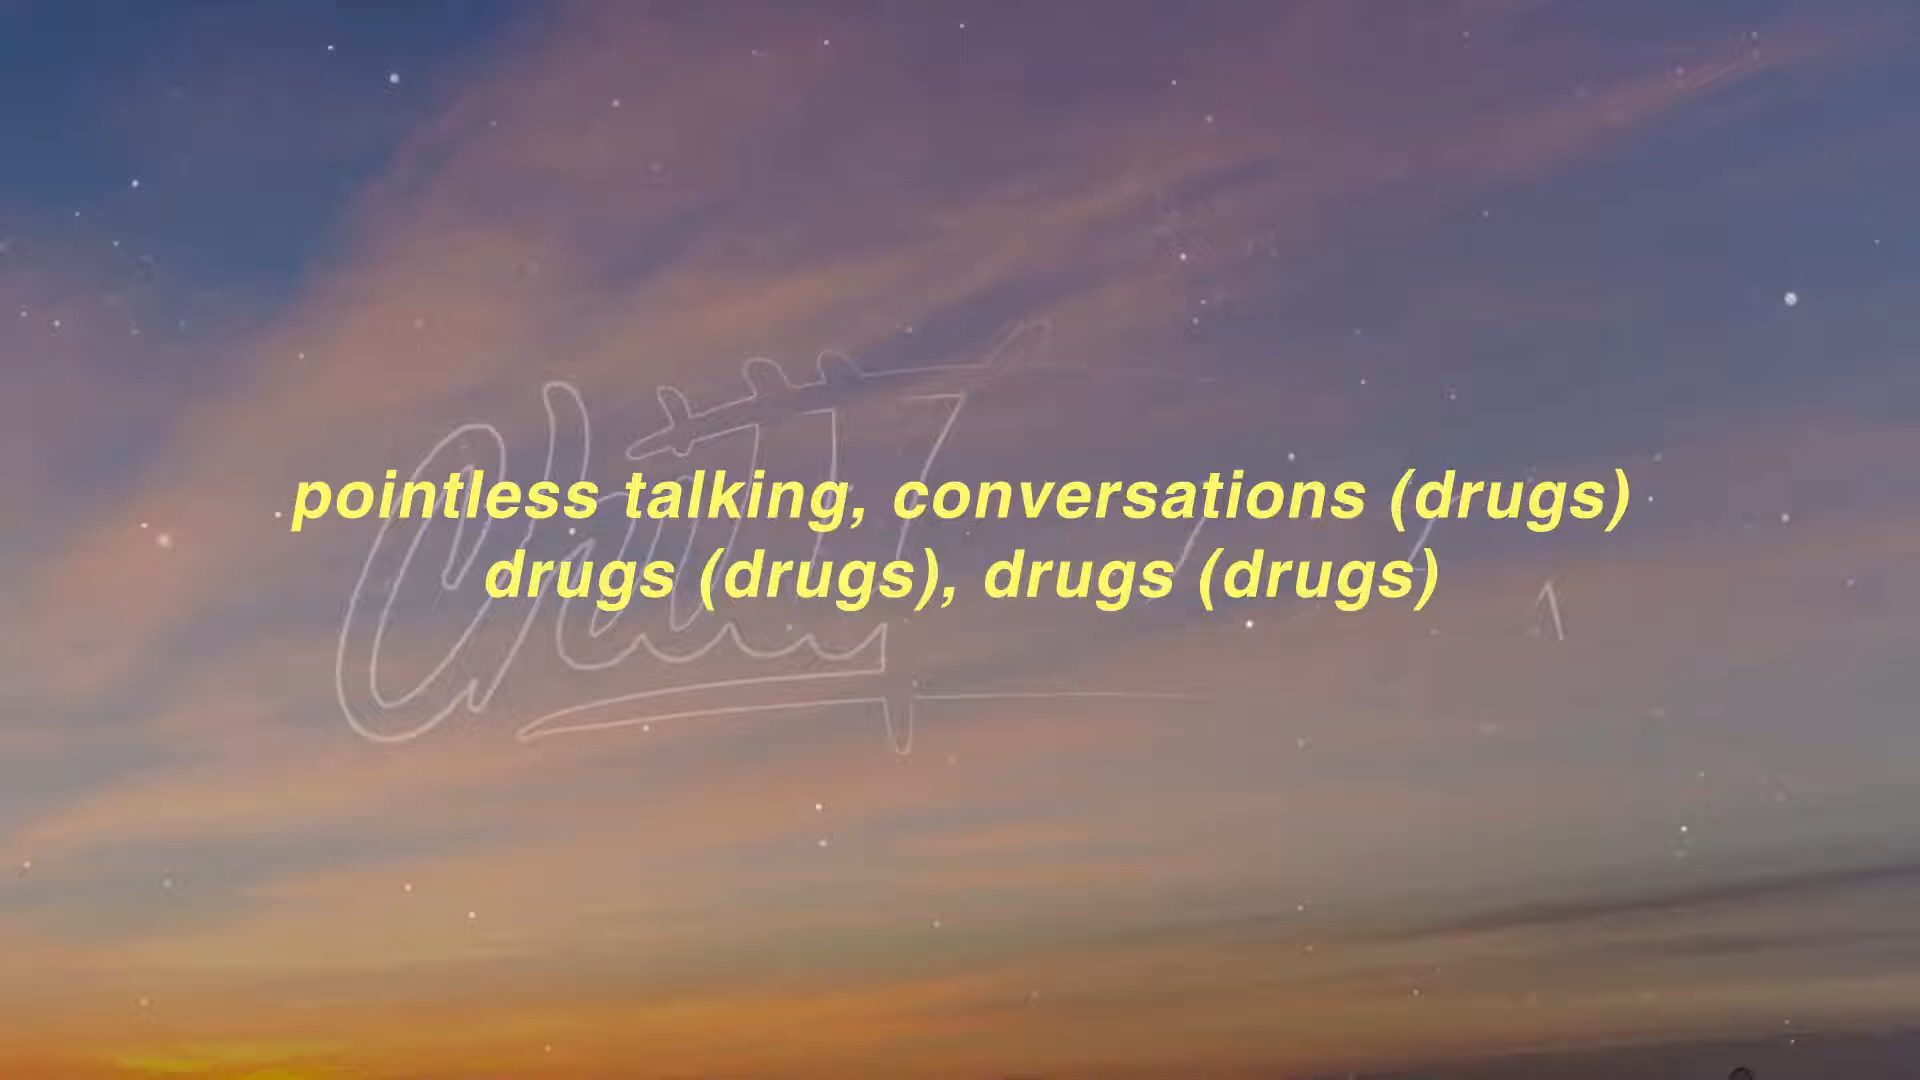 pointless talking, conversations (drugs)
drugs (drugs), drugs (drugs)